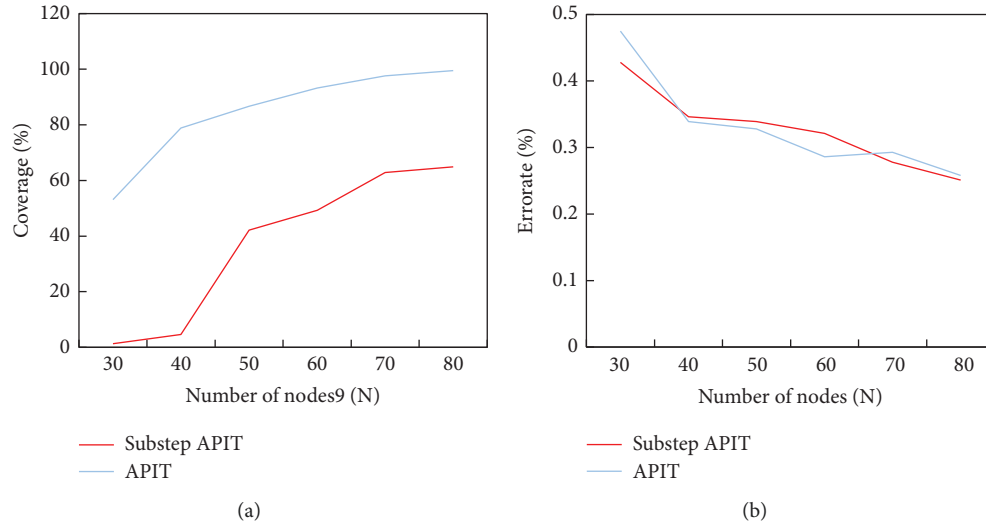 120
100
80
60
40
20
0
Coverage (%)
30 40 50 60 70 80
Number of nodes9 (N)
Substep APIT
APIT
(a)
0.5
0.4
0.3
0.2
0.1
0
Errorate (%)
30 40 50 60 70 80
Number of nodes (N)
Substep APIT
APIT
(b)